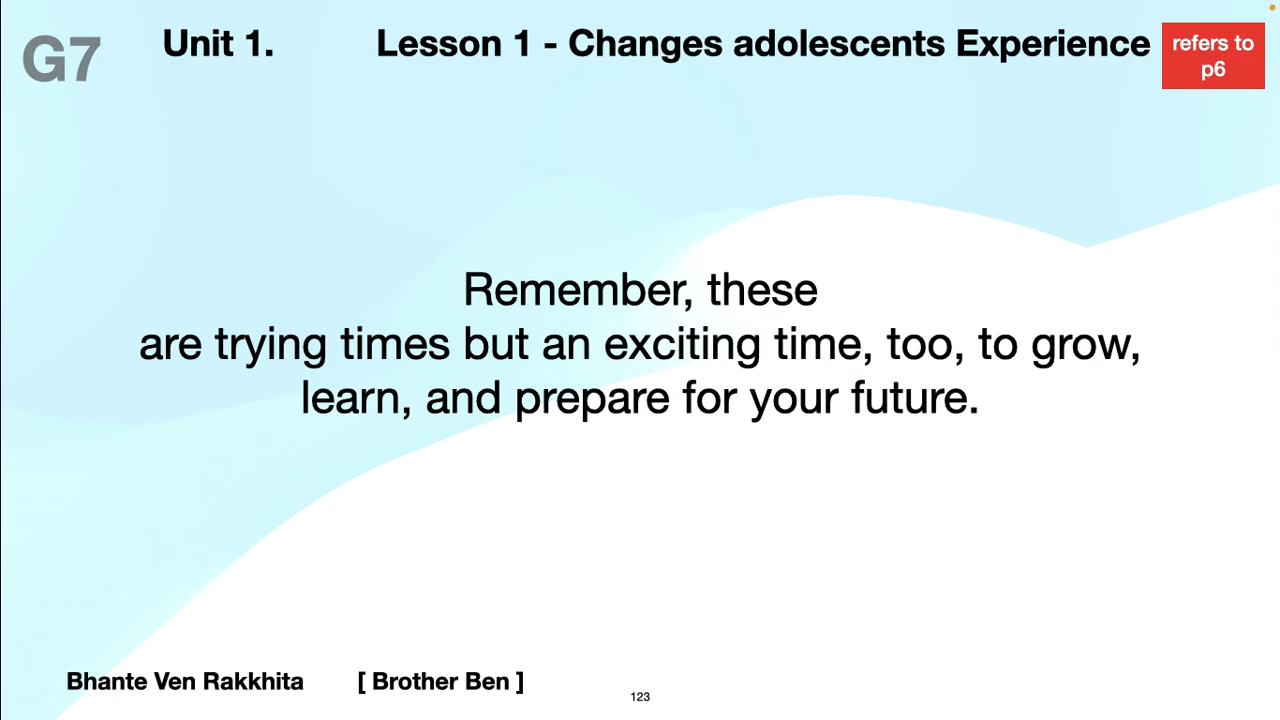 G7
Unit 1. Lesson 1 - Changes adolescents Experience
refers to
p6
Remember, these
are trying times but an exciting time, too, to grow,
learn, and prepare for your future.
Bhante Ven Rakkhita [ Brother Ben ]
123